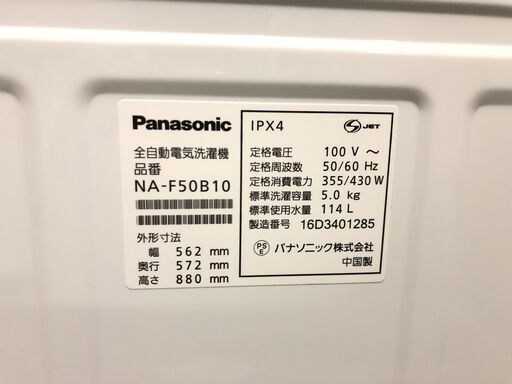 Panasonic
全自動電気洗濯機
品番
NA-F50B10
外形寸法
幅 562 mm
奥行 572 mm
高さ 880 mm
IPX4
S JET
定格電圧 100 V ～
定格周波数 50/60 Hz
定格消費電力 355/430 W
標準洗濯容量 5.0 kg
標準使用水量 114 L
製造番号 16D3401285
PSE パナソニック株式会社
中国製